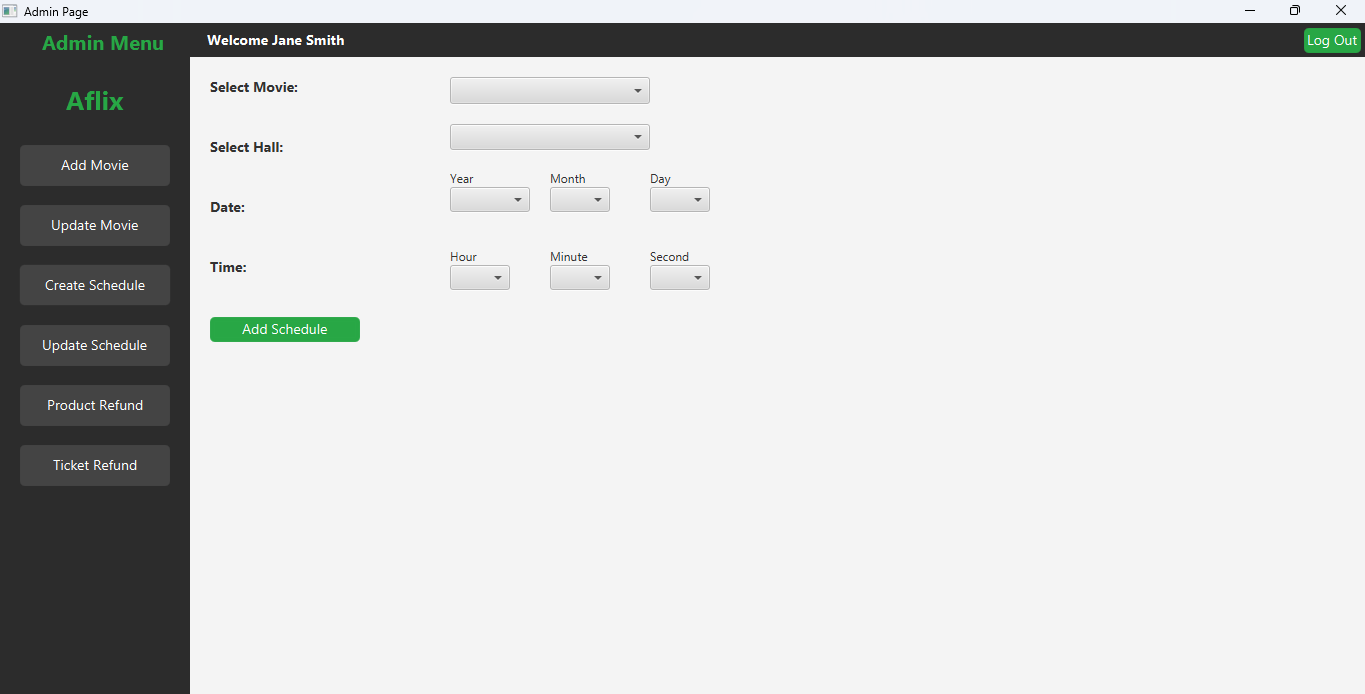 Admin Page
Admin Menu
Welcome Jane Smith
Log Out
Aflix
Add Movie
Update Movie
Create Schedule
Update Schedule
Product Refund
Ticket Refund
Select Movie:
Select Hall:
Date:
Year Month Day
Time:
Hour Minute Second
Add Schedule